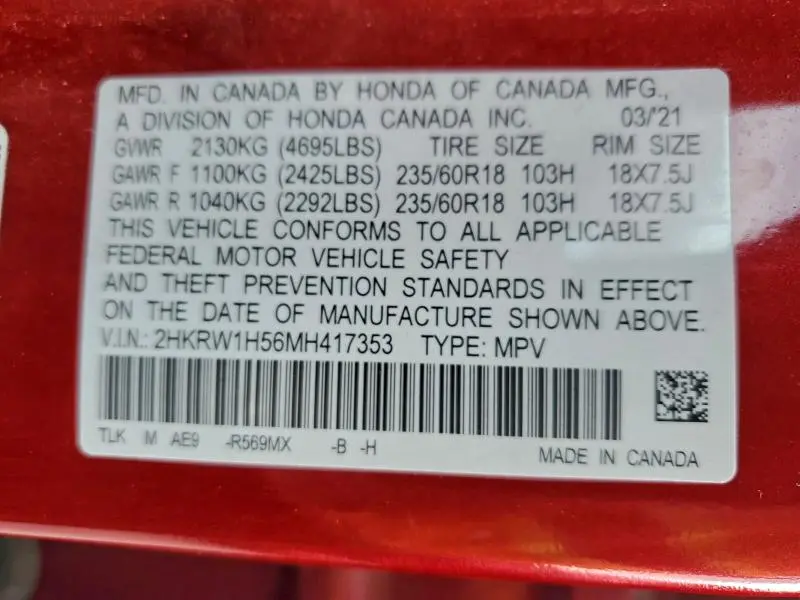 MFD. IN CANADA BY HONDA OF CANADA MFG.,
A DIVISION OF HONDA CANADA INC. 03/'21
GVWR 2130KG (4695LBS) TIRE SIZE RIM SIZE
GAWR F 1100KG (2425LBS) 235/60R18 103H 18X7.5J
GAWR R 1040KG (2292LBS) 235/60R18 103H 18X7.5J
THIS VEHICLE CONFORMS TO ALL APPLICABLE
FEDERAL MOTOR VEHICLE SAFETY
AND THEFT PREVENTION STANDARDS IN EFFECT
ON THE DATE OF MANUFACTURE SHOWN ABOVE.
V.I.N.: 2HKRW1H56MH417353 TYPE: MPV
TLK M AE9 -R569MX -B -H
MADE IN CANADA